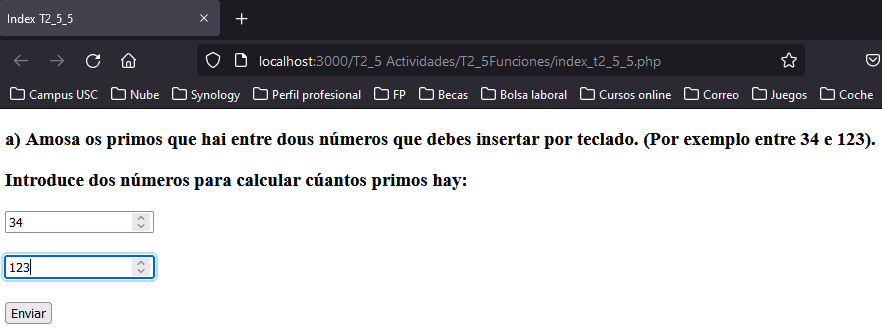 Index T2_5_5
localhost:3000/T2_5 Actividades/T2_5Funciones/index_t2_5_5.php
Campus USC Nube Synology Perfil profesional FP Becas Bolsa laboral Cursos online Correo Juegos Coche
a) Amosa os primos que hai entre dous números que debes insertar por teclado. (Por exemplo entre 34 e 123).
Introduce dos números para calcular cúantos primos hay:
34
123
Enviar